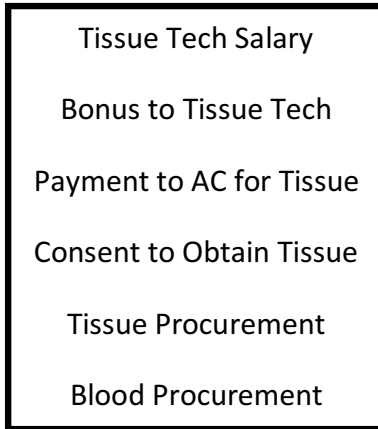 Tissue Tech Salary
Bonus to Tissue Tech
Payment to AC for Tissue
Consent to Obtain Tissue
Tissue Procurement
Blood Procurement